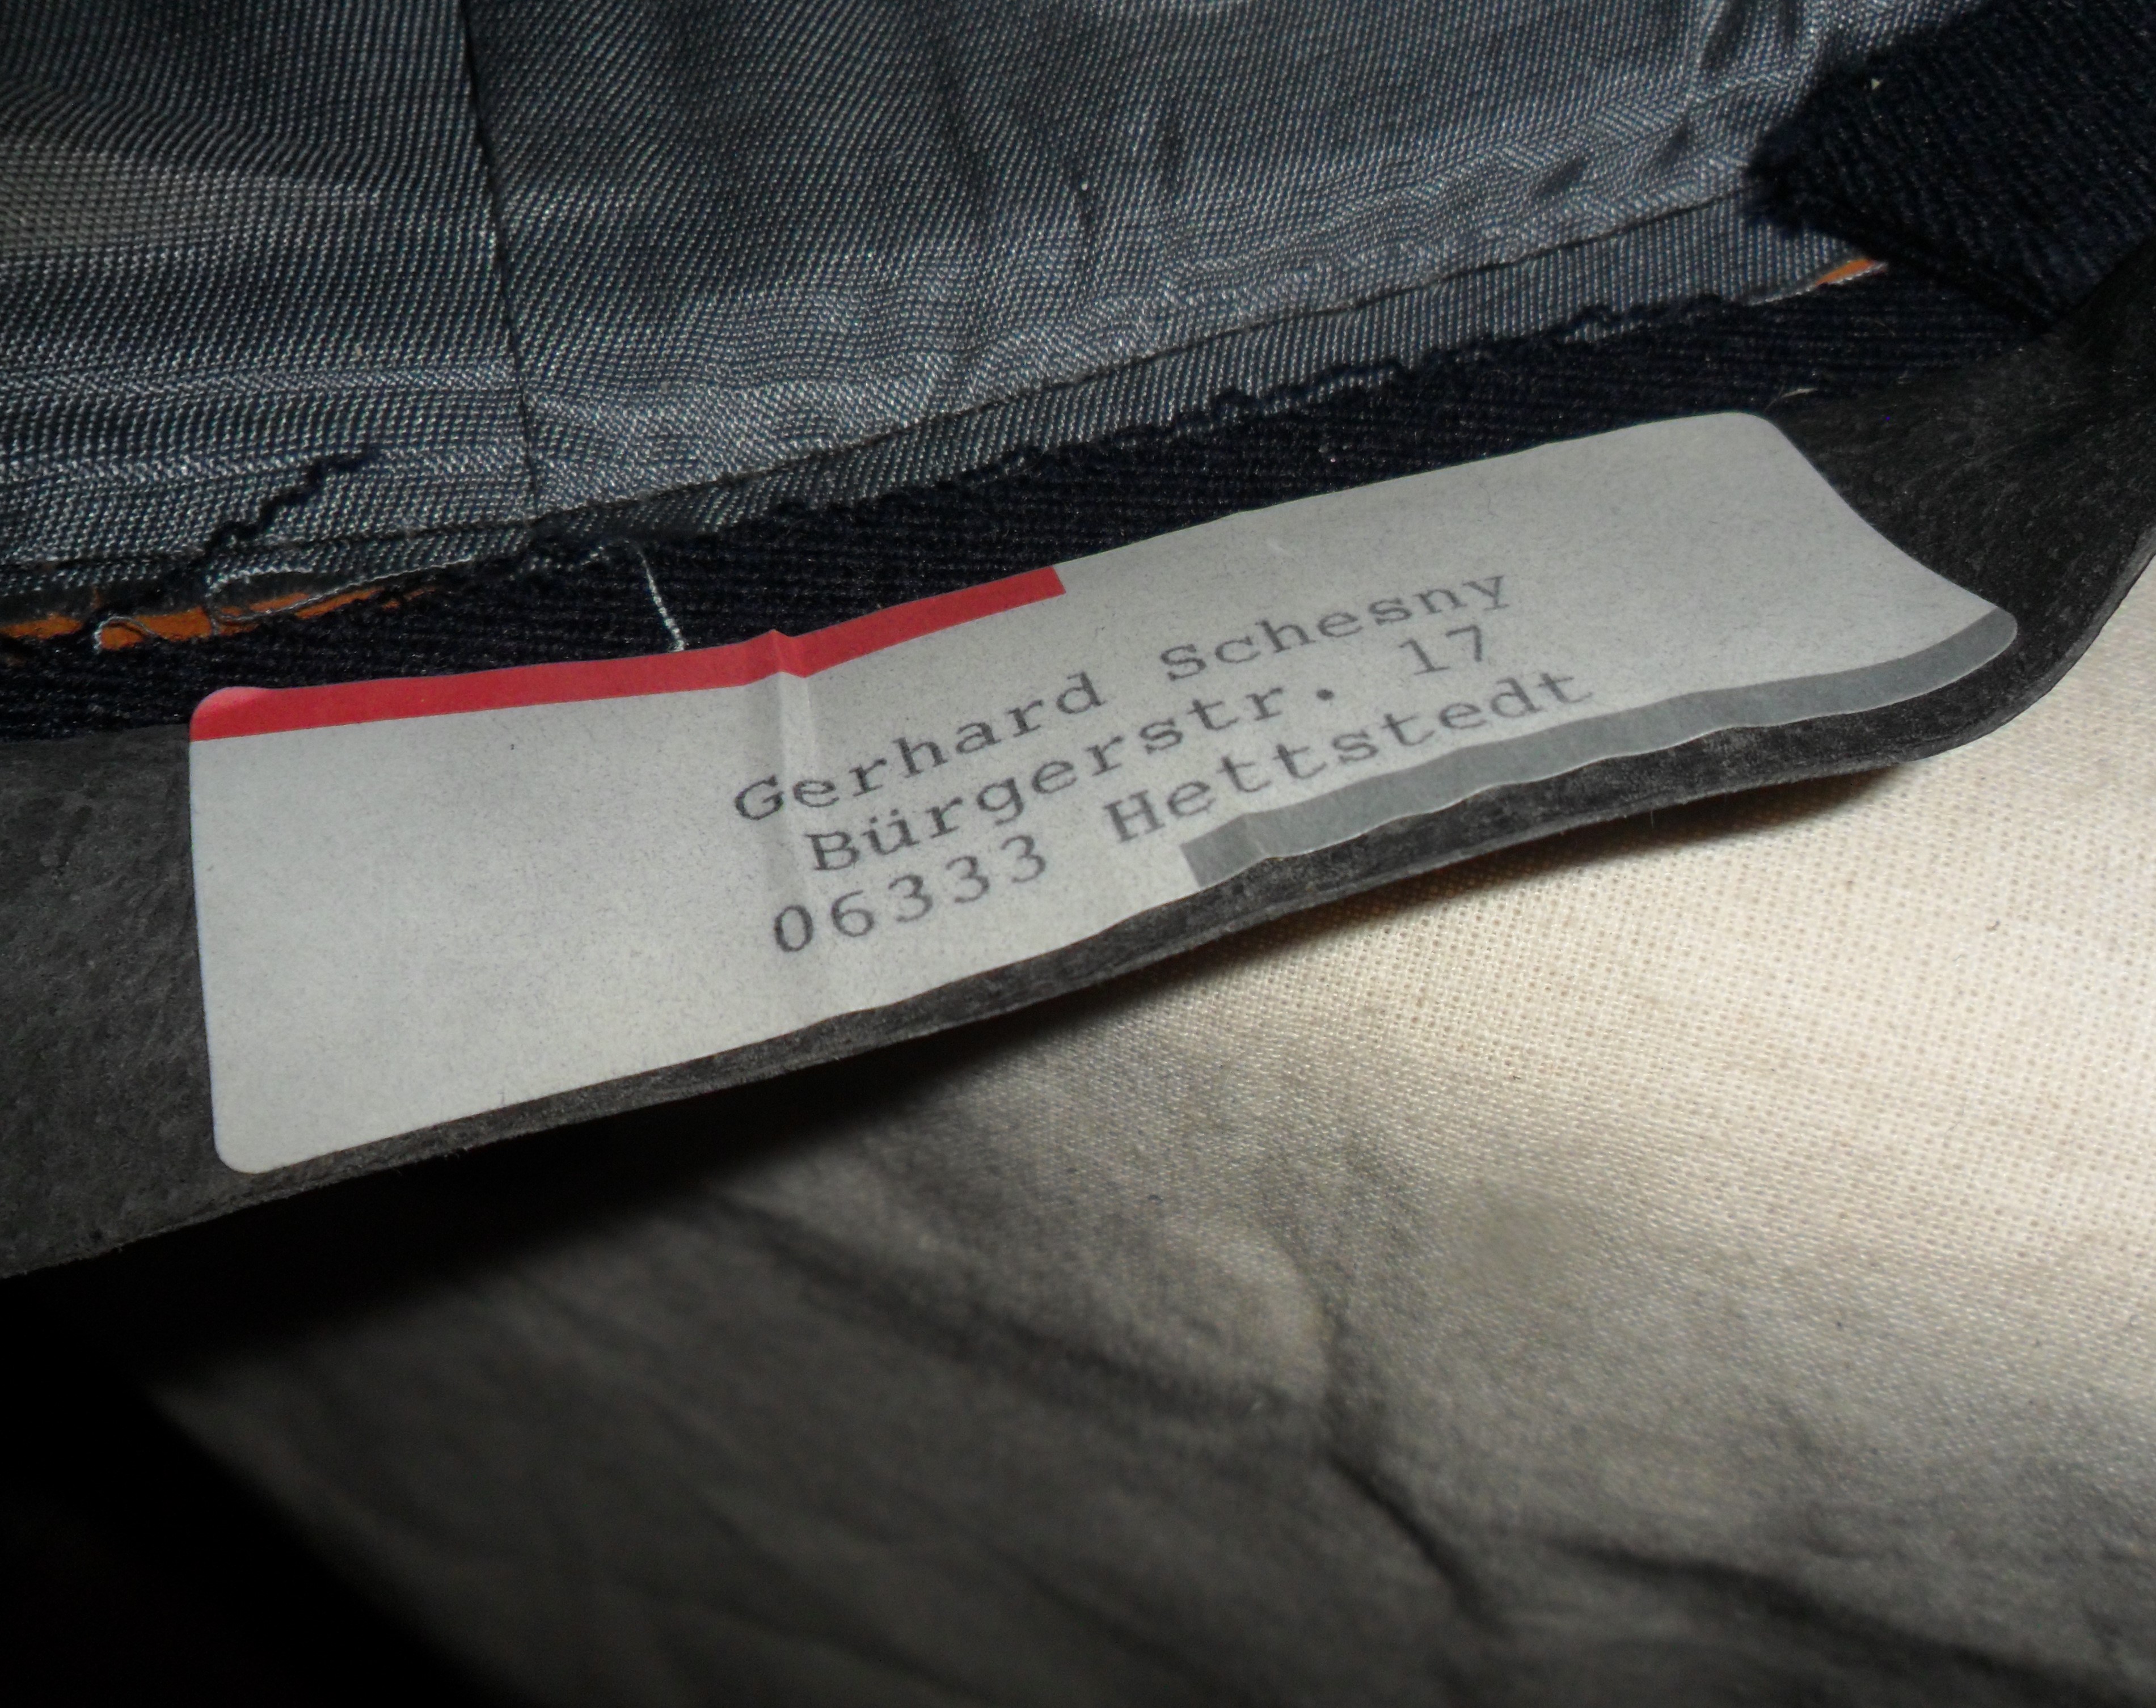 Gerhard Schesny
Bürgerstr. 17
06333 Hettstedt